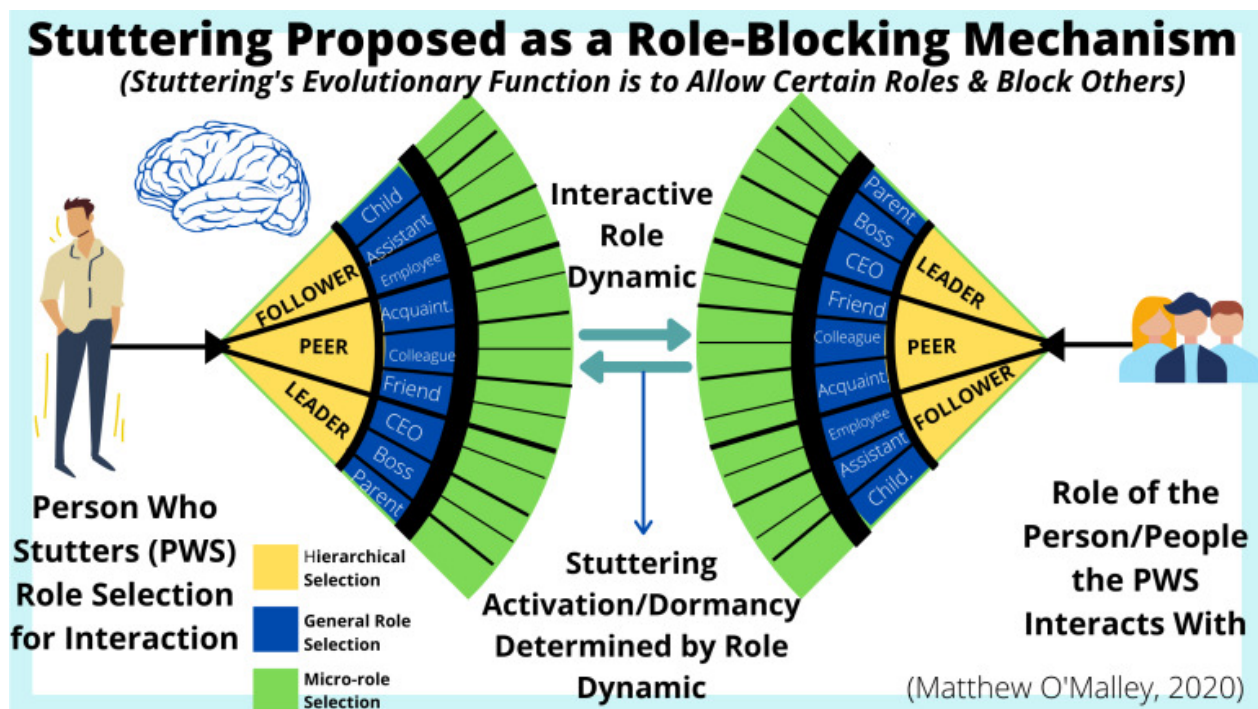 Stuttering Proposed as a Role-Blocking Mechanism
(Stuttering's Evolutionary Function is to Allow Certain Roles & Block Others)
Child
Assistant
Employee
Acquaint.
Colleague
Friend
CEO
Boss
Parent
FOLLOWER
PEER
LEADER
Interactive
Role
Dynamic
Parent
Boss
CEO
Friend
Colleague
Acquaint.
Employee
Assistant
Child.
LEADER
PEER
FOLLOWER
Person Who
Stutters (PWS)
Role Selection
for Interaction
Hierarchical
Selection
General Role
Selection
Micro-role
Selection
Stuttering
Activation/Dormancy
Determined by Role
Dynamic
Role of the
Person/People
the PWS
Interacts With
(Matthew O'Malley, 2020)